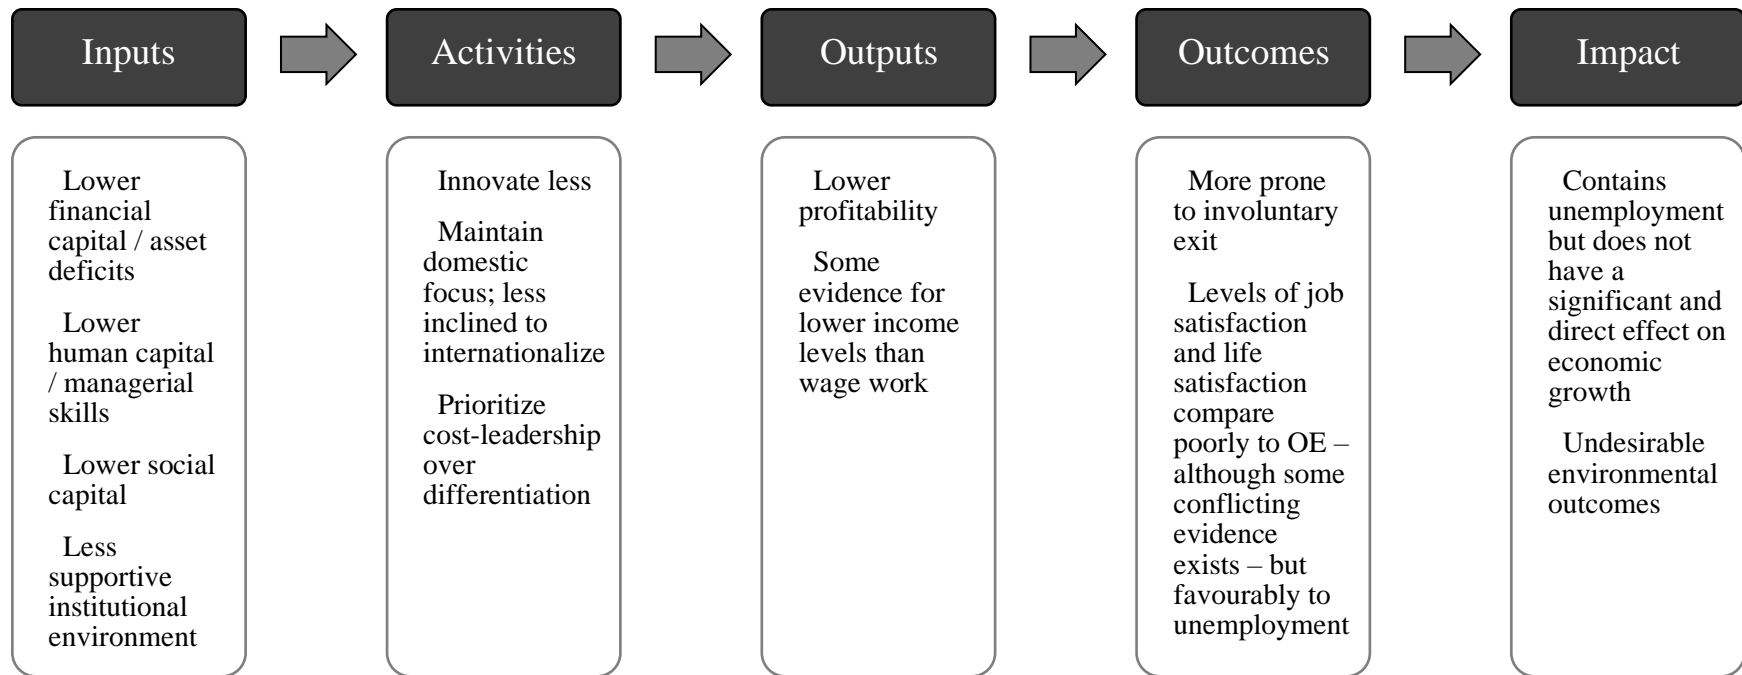 Inputs
Activities
Outputs
Outcomes
Impact
Lower
financial
capital / asset
deficits
Lower
human capital
/ managerial
skills
Lower social
capital
Less
supportive
institutional
environment
Innovate less
Maintain
domestic
focus; less
inclined to
internationalize
Prioritize
cost-leadership
over
differentiation
Lower
profitability
Some
evidence for
lower income
levels than
wage work
More prone
to involuntary
exit
Levels of job
satisfaction
and life
satisfaction
compare
poorly to OE –
although some
conflicting
evidence
exists – but
favourably to
unemployment
Contains
unemployment
but does not
have a
significant and
direct effect on
economic
growth
Undesirable
environmental
outcomes